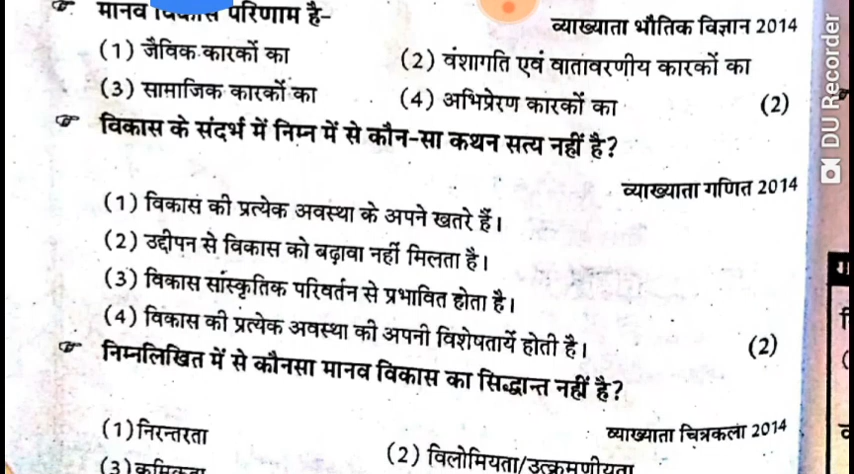 मानव विकास परिणाम है-
व्याख्याता भौतिक विज्ञान 2014
(1) जैविक कारकों का
(2) वंशागति एवं वातावरणीय कारकों का
(3) सामाजिक कारकों का
(4) अभिप्रेरण कारकों का
(2)
विकास के संदर्भ में निम्न में से कौन-सा कथन सत्य नहीं है?
व्याख्याता गणित 2014
(1) विकास की प्रत्येक अवस्था के अपने खतरे हैं।
(2) उद्दीपन से विकास को बढ़ावा नहीं मिलता है।
(3) विकास सांस्कृतिक परिवर्तन से प्रभावित होता है।
(4) विकास की प्रत्येक अवस्था की अपनी विशेषतायें होती है।
(2)
निम्नलिखित में से कौनसा मानव विकास का सिद्धान्त नहीं है?
व्याख्याता चित्रकला 2014
(1) निरन्तरता
(2) विलोमियता/उत्क्रमणीयता
(3) क्रमिकता
DU Recorder